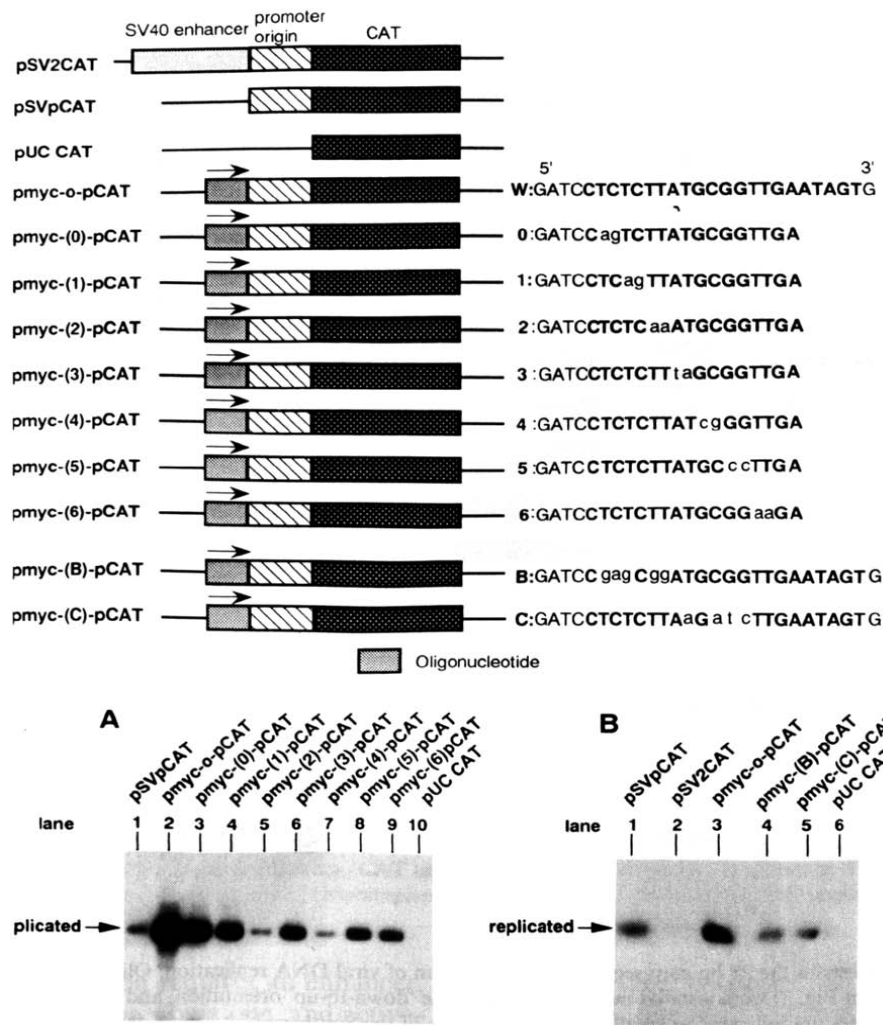 SV40 enhancer promoter origin CAT
pSV2CAT
pSVpCAT
pUC CAT
5' 3'
pmyc-o-pCAT W:GATCCTCTCTTATGCGGTTGAATAGTG
pmyc-(0)-pCAT 0:GATCCagTCTTATGCGGTTGA
pmyc-(1)-pCAT 1:GATCCTCagTTATGCGGTTGA
pmyc-(2)-pCAT 2:GATCCTCTCaaATGCGGTTGA
pmyc-(3)-pCAT 3:GATCCTCTCTTtaGCGGTTGA
pmyc-(4)-pCAT 4:GATCCTCTCTTATcgGGTTGA
pmyc-(5)-pCAT 5:GATCCTCTCTTATGCccTTGA
pmyc-(6)-pCAT 6:GATCCTCTCTTATGCGGaaGA
pmyc-(B)-pCAT B:GATCCgagCggATGCGGTTGAATAGTG
pmyc-(C)-pCAT C:GATCCTCTCTTAaGatcTTGAATAGTG
Oligonucleotide
A
pSVpCAT
pmyc-o-pCAT
pmyc-(0)-pCAT
pmyc-(1)-pCAT
pmyc-(2)-pCAT
pmyc-(3)-pCAT
pmyc-(4)-pCAT
pmyc-(5)-pCAT
pmyc-(6)pCAT
pUC CAT
lane 1 2 3 4 5 6 7 8 9 10
plicated
B
pSVpCAT
pSV2CAT
pmyc-o-pCAT
pmyc-(B)-pCAT
pmyc-(C)-pCA
pUC CAT
lane 1 2 3 4 5 6
replicated